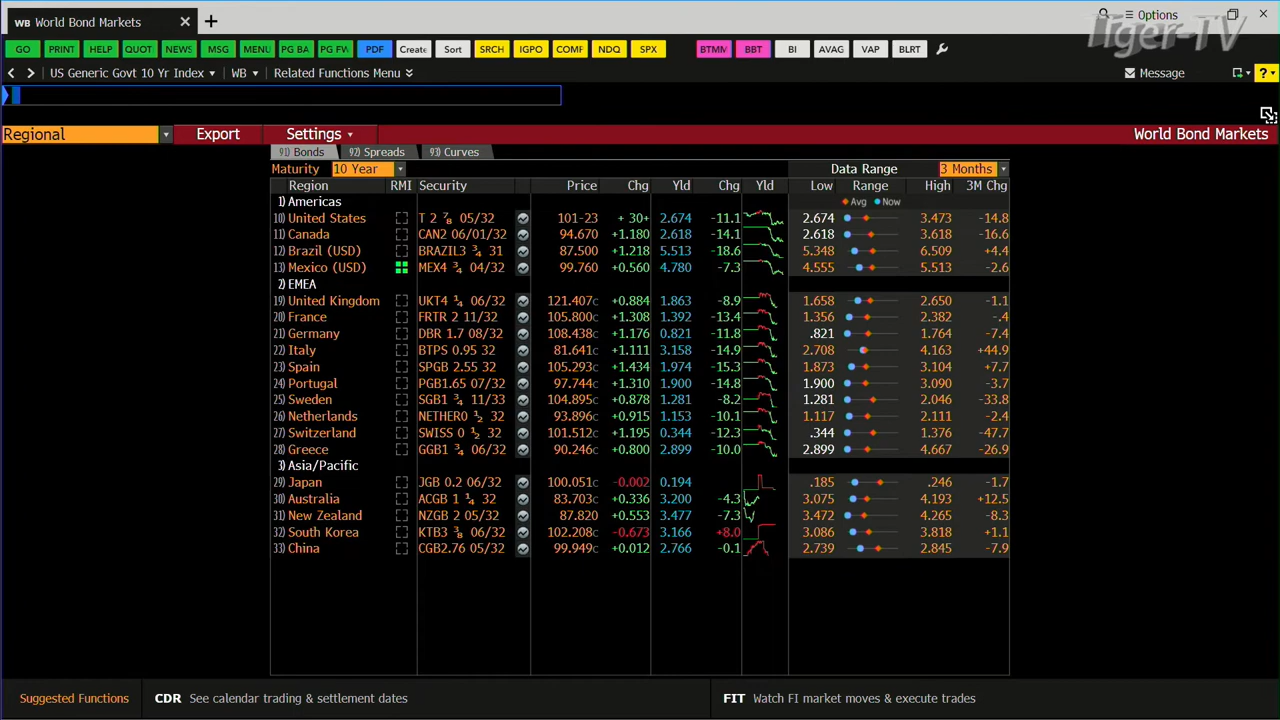 WB World Bond Markets × +
Options
Tiger-TV
GO PRINT HELP QUOT NEWS MSG MENU PG BA PG FW PDF Create Sort SRCH IGPO COMF NDQ SPX BTMM BBT BI AVAG VAP BLRT
US Generic Govt 10 Yr Index WB Related Functions Menu Message ?
Regional Export Settings World Bond Markets
91) Bonds 92) Spreads 93) Curves
Maturity 10 Year Data Range 3 Months
Region RMI Security Price Chg Yld Chg Yld Low Range High 3M Chg
1) Americas Avg Now
10) United States T 2 ⅞ 05/32 101-23 + 30+ 2.674 -11.1 2.674 3.473 -14.8
11) Canada CAN2 06/01/32 94.670 +1.180 2.618 -14.1 2.618 3.618 -16.6
12) Brazil (USD) BRAZIL3 ¾ 31 87.500 +1.218 5.513 -18.6 5.348 6.509 +4.4
13) Mexico (USD) MEX4 ¾ 04/32 99.760 +0.560 4.780 -7.3 4.555 5.513 -2.6
2) EMEA
19) United Kingdom UKT4 ¼ 06/32 121.407c +0.884 1.863 -8.9 1.658 2.650 -1.1
20) France FRTR 2 11/32 105.800c +1.308 1.392 -13.4 1.356 2.382 -.4
21) Germany DBR 1.7 08/32 108.438c +1.176 0.821 -11.8 .821 1.764 -7.4
22) Italy BTPS 0.95 32 81.641c +1.111 3.158 -14.9 2.708 4.163 +44.9
23) Spain SPGB 2.55 32 105.293c +1.434 1.974 -15.3 1.873 3.104 +7.7
24) Portugal PGB1.65 07/32 97.744c +1.310 1.900 -14.8 1.900 3.090 -3.7
25) Sweden SGB1 ¾ 11/33 104.895c +0.878 1.281 -8.2 1.281 2.046 -33.8
26) Netherlands NETHER0 ½ 32 93.896c +0.915 1.153 -10.1 1.117 2.111 -2.4
27) Switzerland SWISS 0 ½ 32 101.512c +1.195 0.344 -12.3 .344 1.376 -47.7
28) Greece GGB1 ¾ 06/32 90.246c +0.800 2.899 -10.0 2.899 4.667 -26.9
3) Asia/Pacific
29) Japan JGB 0.2 06/32 100.051c -0.002 0.194 .185 .246 -1.7
30) Australia ACGB 1 ¼ 32 83.703c +0.336 3.200 -4.3 3.075 4.193 +12.5
31) New Zealand NZGB 2 05/32 87.820 +0.553 3.477 -7.3 3.472 4.265 -8.3
32) South Korea KTB3 ⅜ 06/32 102.208c -0.673 3.166 +8.0 3.086 3.818 +1.1
33) China CGB2.76 05/32 99.949c +0.012 2.766 -0.1 2.739 2.845 -7.9
Suggested Functions CDR See calendar trading & settlement dates FIT Watch FI market moves & execute trades